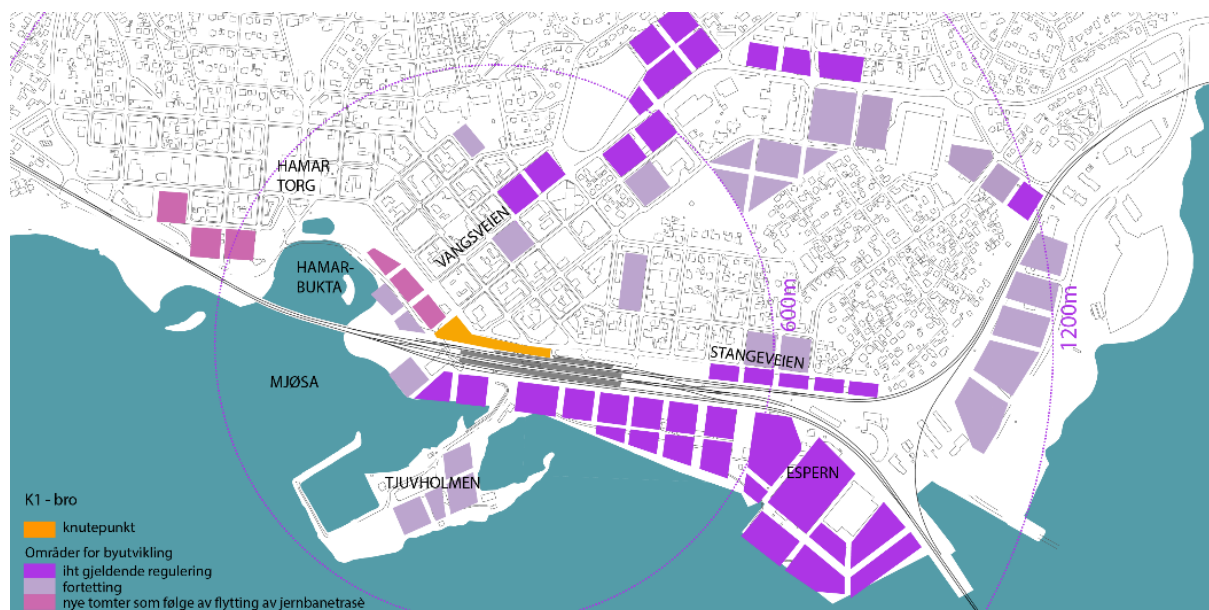 HAMAR
TORG
VANGSVEIEN
HAMAR-
BUKTA
600m
1200m
STANGEVEIEN
MJØSA
ESPERN
TJUVHOLMEN
K1 - bro
knutepunkt
Områder for byutvikling
iht gjeldende regulering
fortetting
nye tomter som følge av flytting av jernbanetrasè